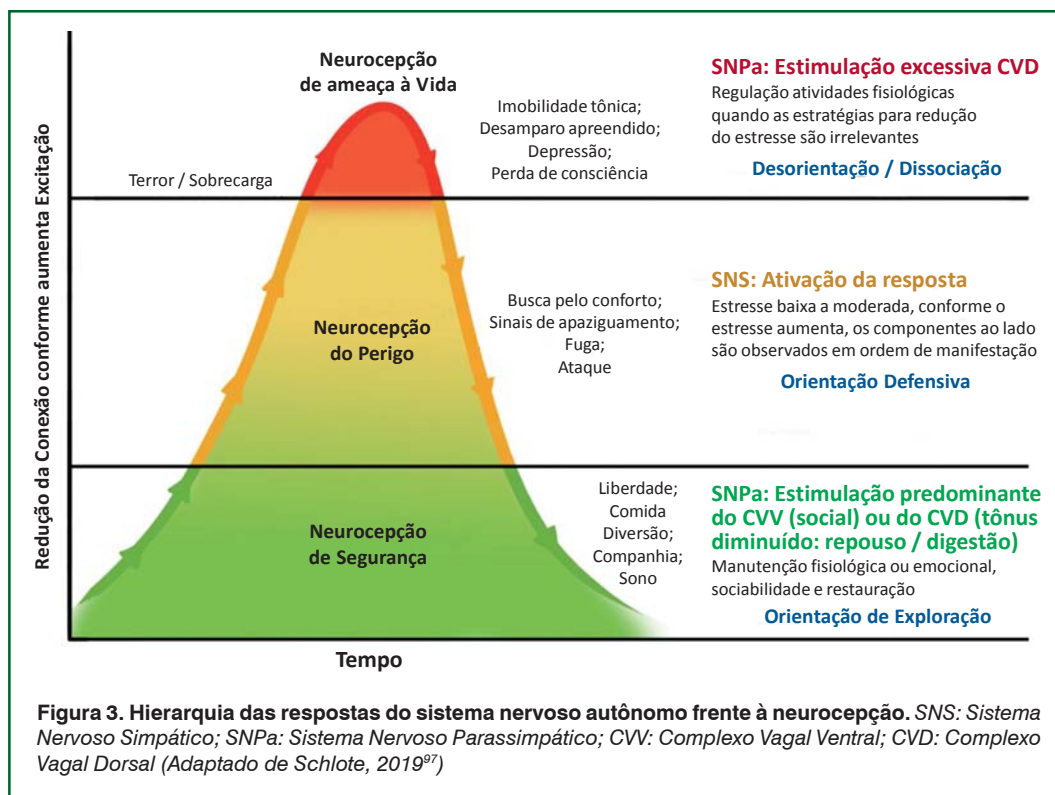 Redução da Conexão conforme aumenta Excitação
Neurocepção
de ameaça à Vida
Terror / Sobrecarga
Imobilidade tônica;
Desamparo apreendido;
Depressão;
Perda de consciência
SNPa: Estimulação excessiva CVD
Regulação atividades fisiológicas
quando as estratégias para redução
do estresse são irrelevantes
Desorientação / Dissociação
Neurocepção
do Perigo
Busca pelo conforto;
Sinais de apaziguamento;
Fuga;
Ataque
SNS: Ativação da resposta
Estresse baixa a moderada, conforme o
estresse aumenta, os componentes ao lado
são observados em ordem de manifestação
Orientação Defensiva
Neurocepção
de Segurança
Liberdade;
Comida
Diversão;
Companhia;
Sono
SNPa: Estimulação predominante
do CVV (social) ou do CVD (tônus
diminuído: repouso / digestão)
Manutenção fisiológica ou emocional,
sociabilidade e restauração
Orientação de Exploração
Tempo
Figura 3. Hierarquia das respostas do sistema nervoso autônomo frente à neurocepção. SNS: Sistema
Nervoso Simpático; SNPa: Sistema Nervoso Parassimpático; CVV: Complexo Vagal Ventral; CVD: Complexo
Vagal Dorsal (Adaptado de Schlote, 2019⁹⁷)